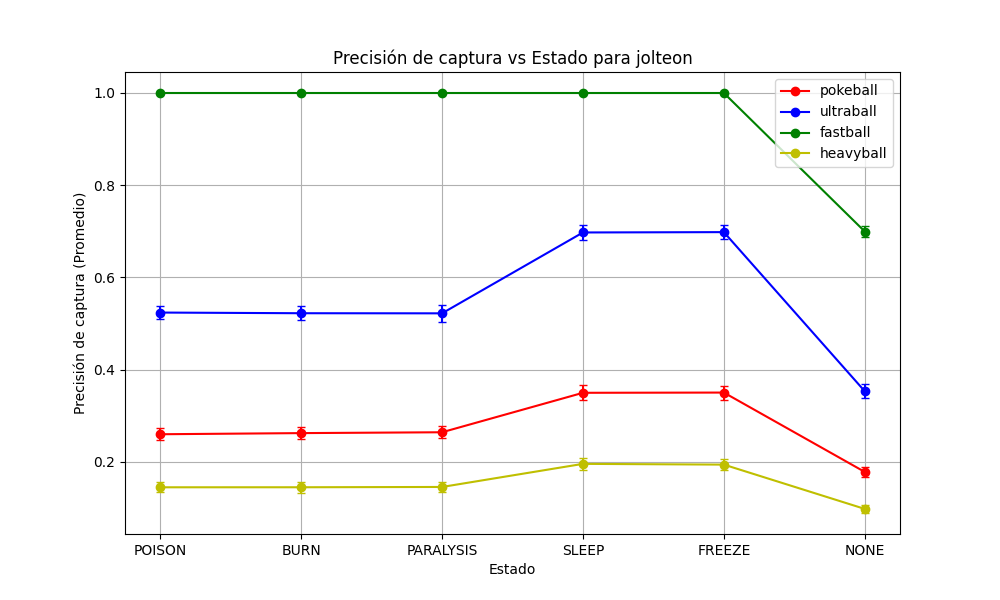 Precisión de captura vs Estado para jolteon
pokeball
ultraball
fastball
heavyball
Precisión de captura (Promedio)
1.0
0.8
0.6
0.4
0.2
POISON BURN PARALYSIS SLEEP FREEZE NONE
Estado